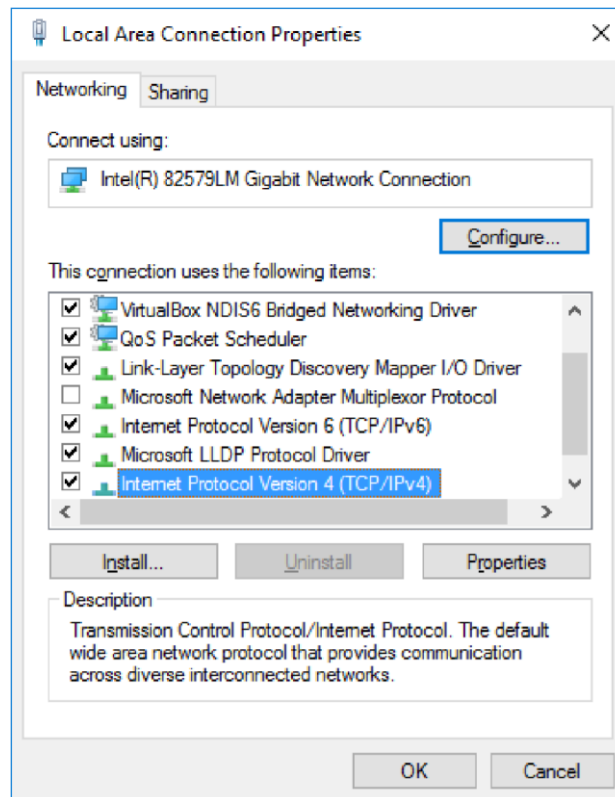 Local Area Connection Properties
Networking
Sharing
Connect using:
Intel(R) 82579LM Gigabit Network Connection
Configure...
This connection uses the following items:
VirtualBox NDIS6 Bridged Networking Driver
QoS Packet Scheduler
Link-Layer Topology Discovery Mapper I/O Driver
Microsoft Network Adapter Multiplexor Protocol
Internet Protocol Version 6 (TCP/IPv6)
Microsoft LLDP Protocol Driver
Internet Protocol Version 4 (TCP/IPv4)
Install...
Uninstall
Properties
Description
Transmission Control Protocol/Internet Protocol. The default
wide area network protocol that provides communication
across diverse interconnected networks.
OK
Cancel